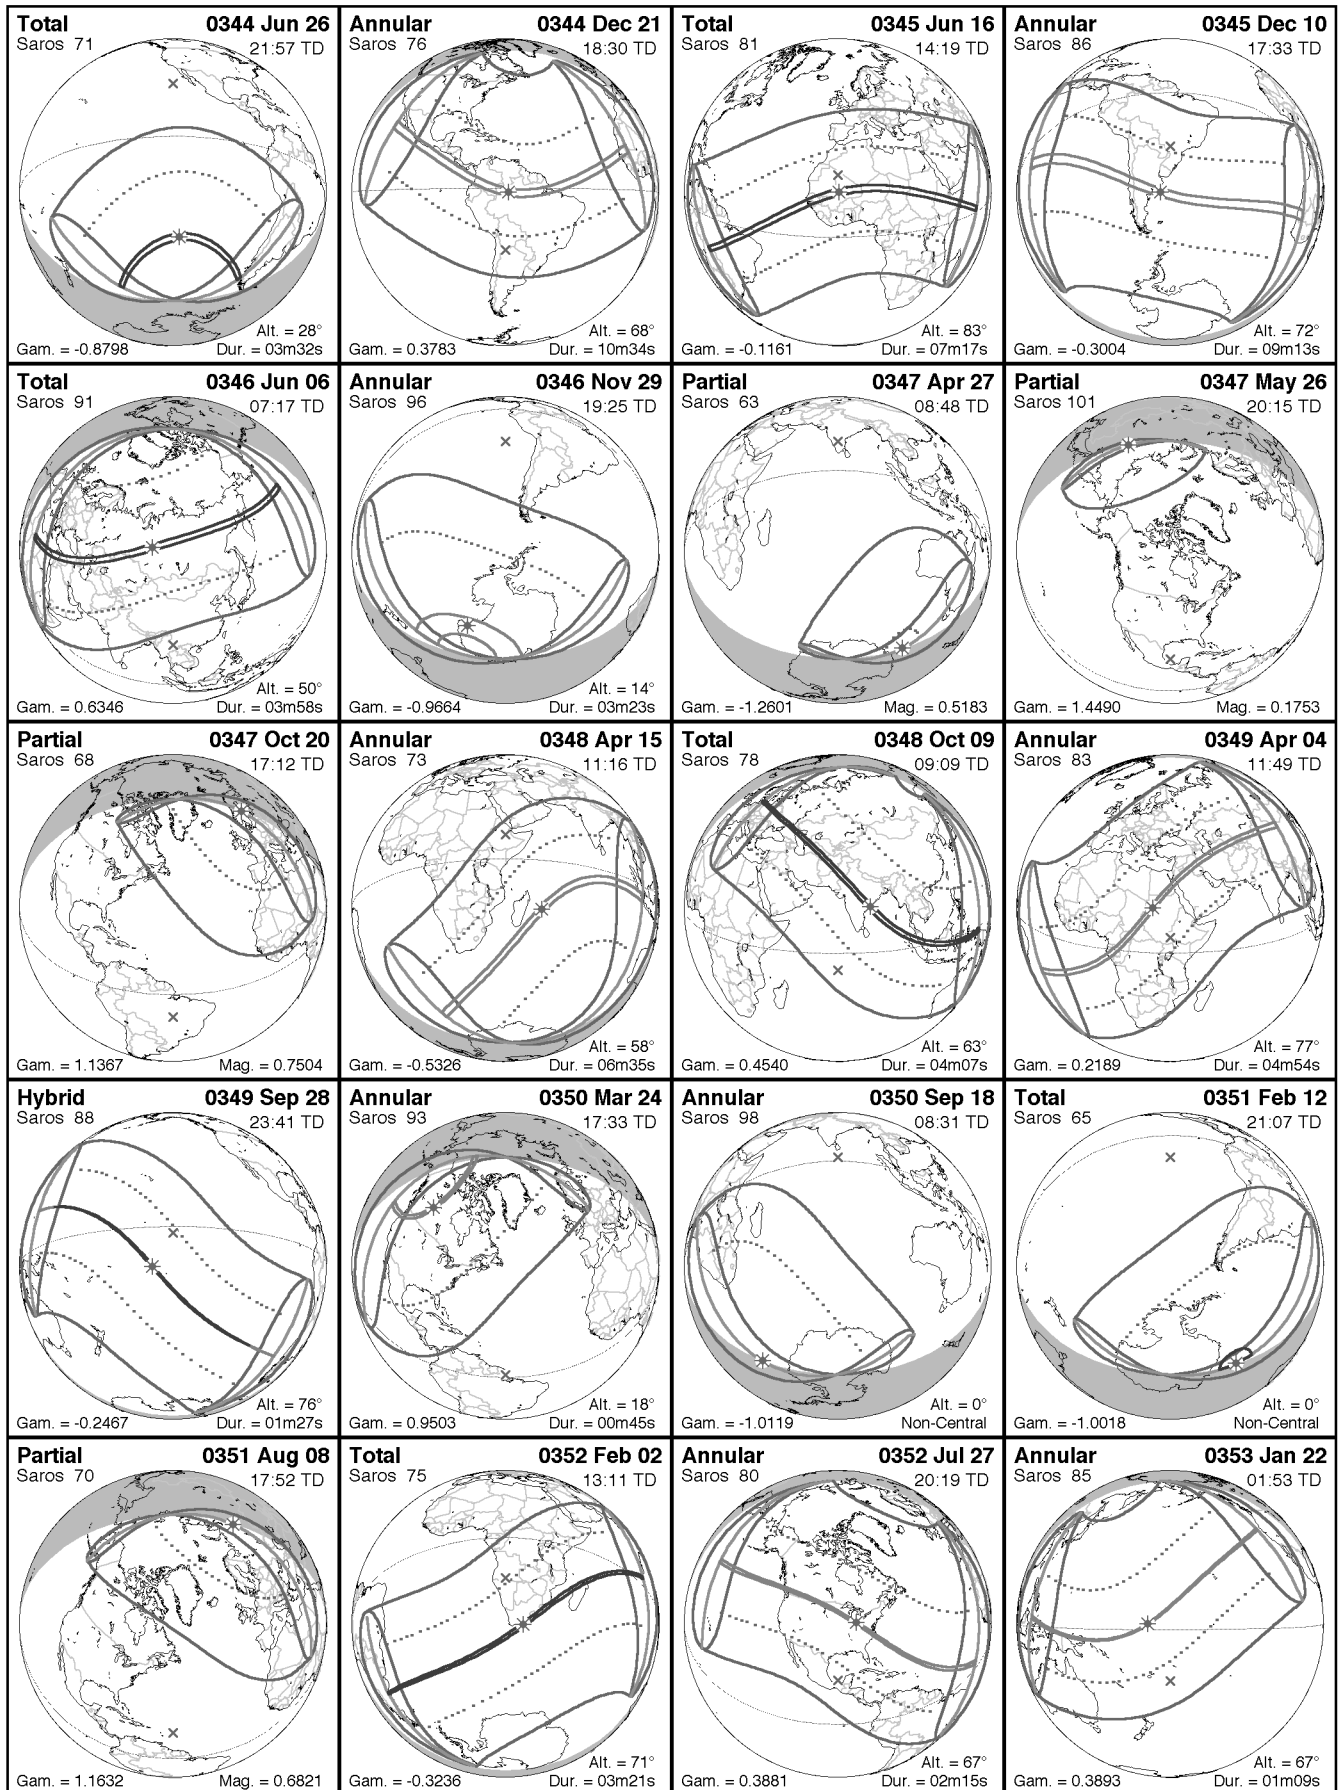 Total 0344 Jun 26
Saros 71 21:57 TD
Alt. = 28°
Gam. = -0.8798 Dur. = 03m32s
Annular 0344 Dec 21
Saros 76 18:30 TD
Alt. = 68°
Gam. = 0.3783 Dur. = 10m34s
Total 0345 Jun 16
Saros 81 14:19 TD
Alt. = 83°
Gam. = -0.1161 Dur. = 07m17s
Annular 0345 Dec 10
Saros 86 17:33 TD
Alt. = 72°
Gam. = -0.3004 Dur. = 09m13s
Total 0346 Jun 06
Saros 91 07:17 TD
Alt. = 50°
Gam. = 0.6346 Dur. = 03m58s
Annular 0346 Nov 29
Saros 96 19:25 TD
Alt. = 14°
Gam. = -0.9664 Dur. = 03m23s
Partial 0347 Apr 27
Saros 63 08:48 TD
Gam. = -1.2601 Mag. = 0.5183
Partial 0347 May 26
Saros 101 20:15 TD
Gam. = 1.4490 Mag. = 0.1753
Partial 0347 Oct 20
Saros 68 17:12 TD
Gam. = 1.1367 Mag. = 0.7504
Annular 0348 Apr 15
Saros 73 11:16 TD
Alt. = 58°
Gam. = -0.5326 Dur. = 06m35s
Total 0348 Oct 09
Saros 78 09:09 TD
Alt. = 63°
Gam. = 0.4540 Dur. = 04m07s
Annular 0349 Apr 04
Saros 83 11:49 TD
Alt. = 77°
Gam. = 0.2189 Dur. = 04m54s
Hybrid 0349 Sep 28
Saros 88 23:41 TD
Alt. = 76°
Gam. = -0.2467 Dur. = 01m27s
Annular 0350 Mar 24
Saros 93 17:33 TD
Alt. = 18°
Gam. = 0.9503 Dur. = 00m45s
Annular 0350 Sep 18
Saros 98 08:31 TD
Alt. = 0°
Gam. = -1.0119 Non-Central
Total 0351 Feb 12
Saros 65 21:07 TD
Alt. = 0°
Gam. = -1.0018 Non-Central
Partial 0351 Aug 08
Saros 70 17:52 TD
Gam. = 1.1632 Mag. = 0.6821
Total 0352 Feb 02
Saros 75 13:11 TD
Alt. = 71°
Gam. = -0.3236 Dur. = 03m21s
Annular 0352 Jul 27
Saros 80 20:19 TD
Alt. = 67°
Gam. = 0.3881 Dur. = 02m15s
Annular 0353 Jan 22
Saros 85 01:53 TD
Alt. = 67°
Gam. = 0.3893 Dur. = 01m09s